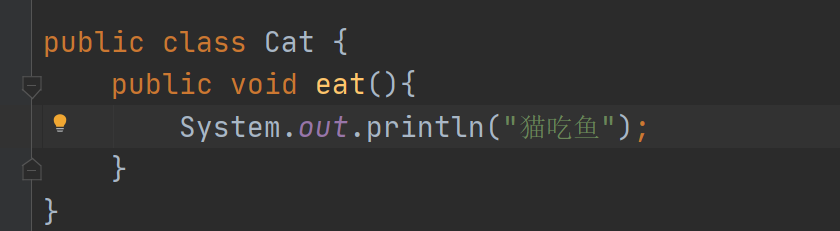 public class Cat {
    public void eat(){
        System.out.println("猫吃鱼");
    }
}